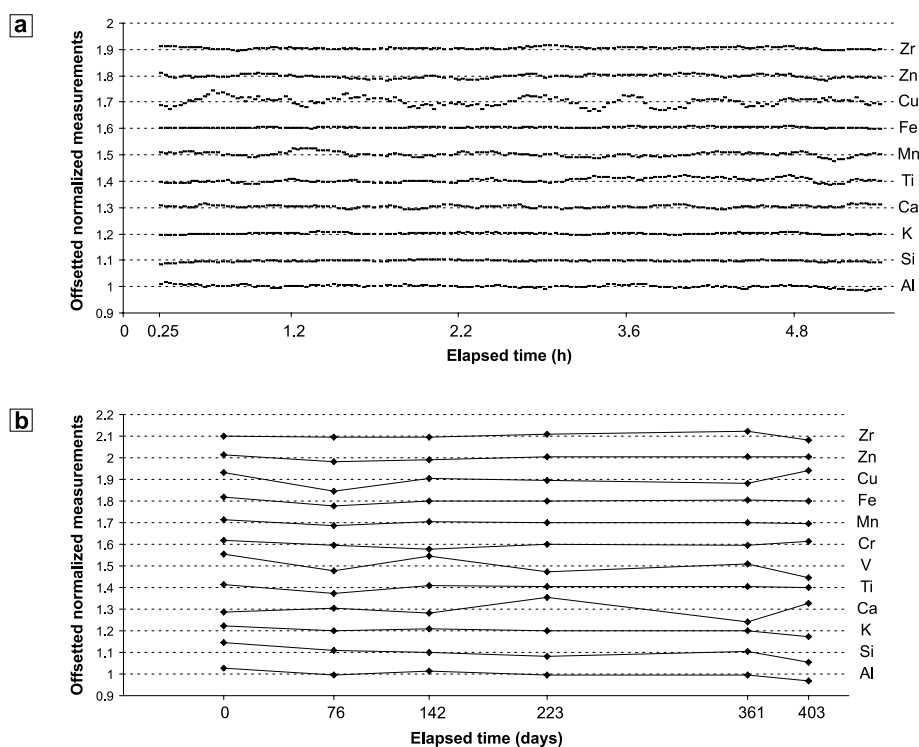 a
Offsetted normalized measurements
2
1.9
1.8
1.7
1.6
1.5
1.4
1.3
1.2
1.1
1
0.9
Zr
Zn
Cu
Fe
Mn
Ti
Ca
K
Si
Al
0 0.25 1.2 2.2 3.6 4.8
Elapsed time (h)
b
Offsetted normalized measurements
2.2
2.1
2
1.9
1.8
1.7
1.6
1.5
1.4
1.3
1.2
1.1
1
0.9
Zr
Zn
Cu
Fe
Mn
Cr
V
Ti
Ca
K
Si
Al
0 76 142 223 361 403
Elapsed time (days)